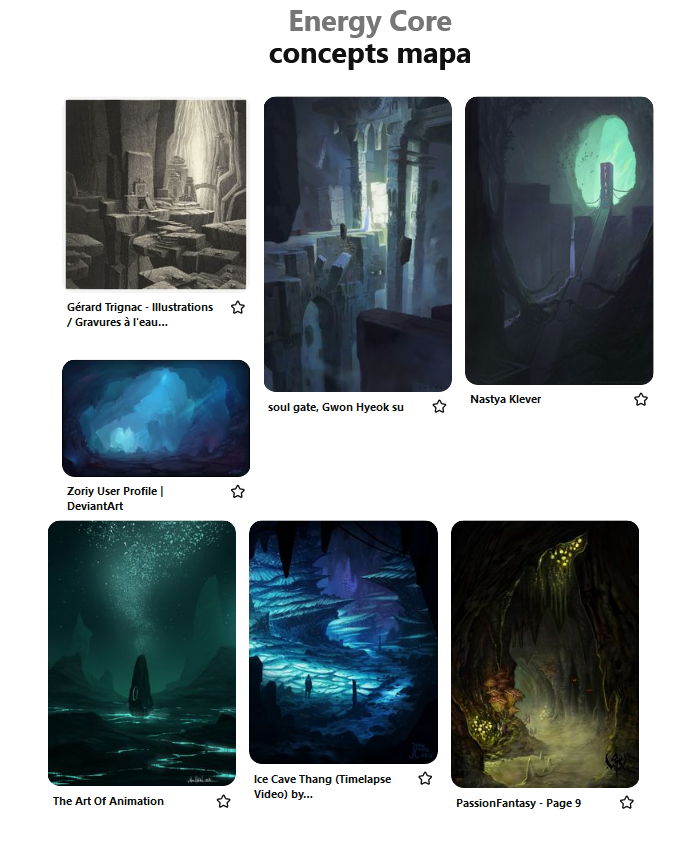 Energy Core
concepts mapa
Gérard Trignac - Illustrations
/ Gravures à l'eau...
soul gate, Gwon Hyeok su
Nastya Klever
Zoriy User Profile |
DeviantArt
The Art Of Animation
Ice Cave Thang (Timelapse
Video) by...
PassionFantasy - Page 9